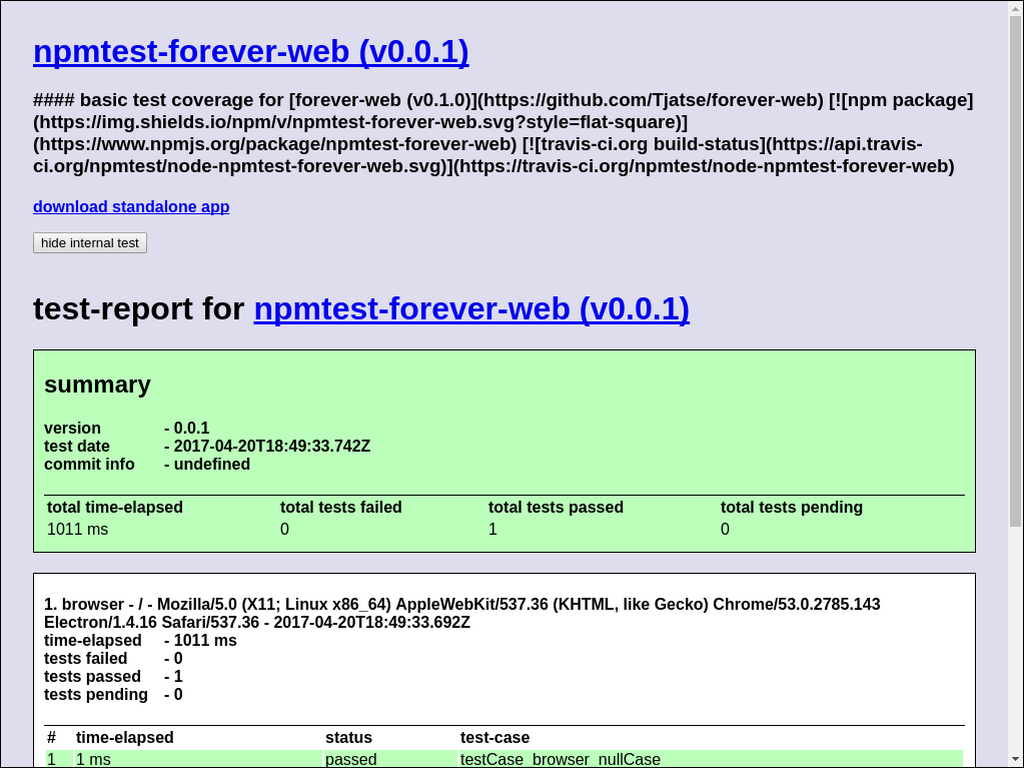 npmtest-forever-web (v0.0.1)
#### basic test coverage for [forever-web (v0.1.0)](https://github.com/Tjatse/forever-web) [![npm package]
(https://img.shields.io/npm/v/npmtest-forever-web.svg?style=flat-square)]
(https://www.npmjs.org/package/npmtest-forever-web) [![travis-ci.org build-status](https://api.travis-
ci.org/npmtest/node-npmtest-forever-web.svg)](https://travis-ci.org/npmtest/node-npmtest-forever-web)
download standalone app
hide internal test
test-report for npmtest-forever-web (v0.0.1)
summary
version - 0.0.1
test date - 2017-04-20T18:49:33.742Z
commit info - undefined
total time-elapsed total tests failed total tests passed total tests pending
1011 ms 0 1 0
1. browser - / - Mozilla/5.0 (X11; Linux x86_64) AppleWebKit/537.36 (KHTML, like Gecko) Chrome/53.0.2785.143
Electron/1.4.16 Safari/537.36 - 2017-04-20T18:49:33.692Z
time-elapsed - 1011 ms
tests failed - 0
tests passed - 1
tests pending - 0
# time-elapsed status test-case
1 1 ms passed testCase_browser_nullCase